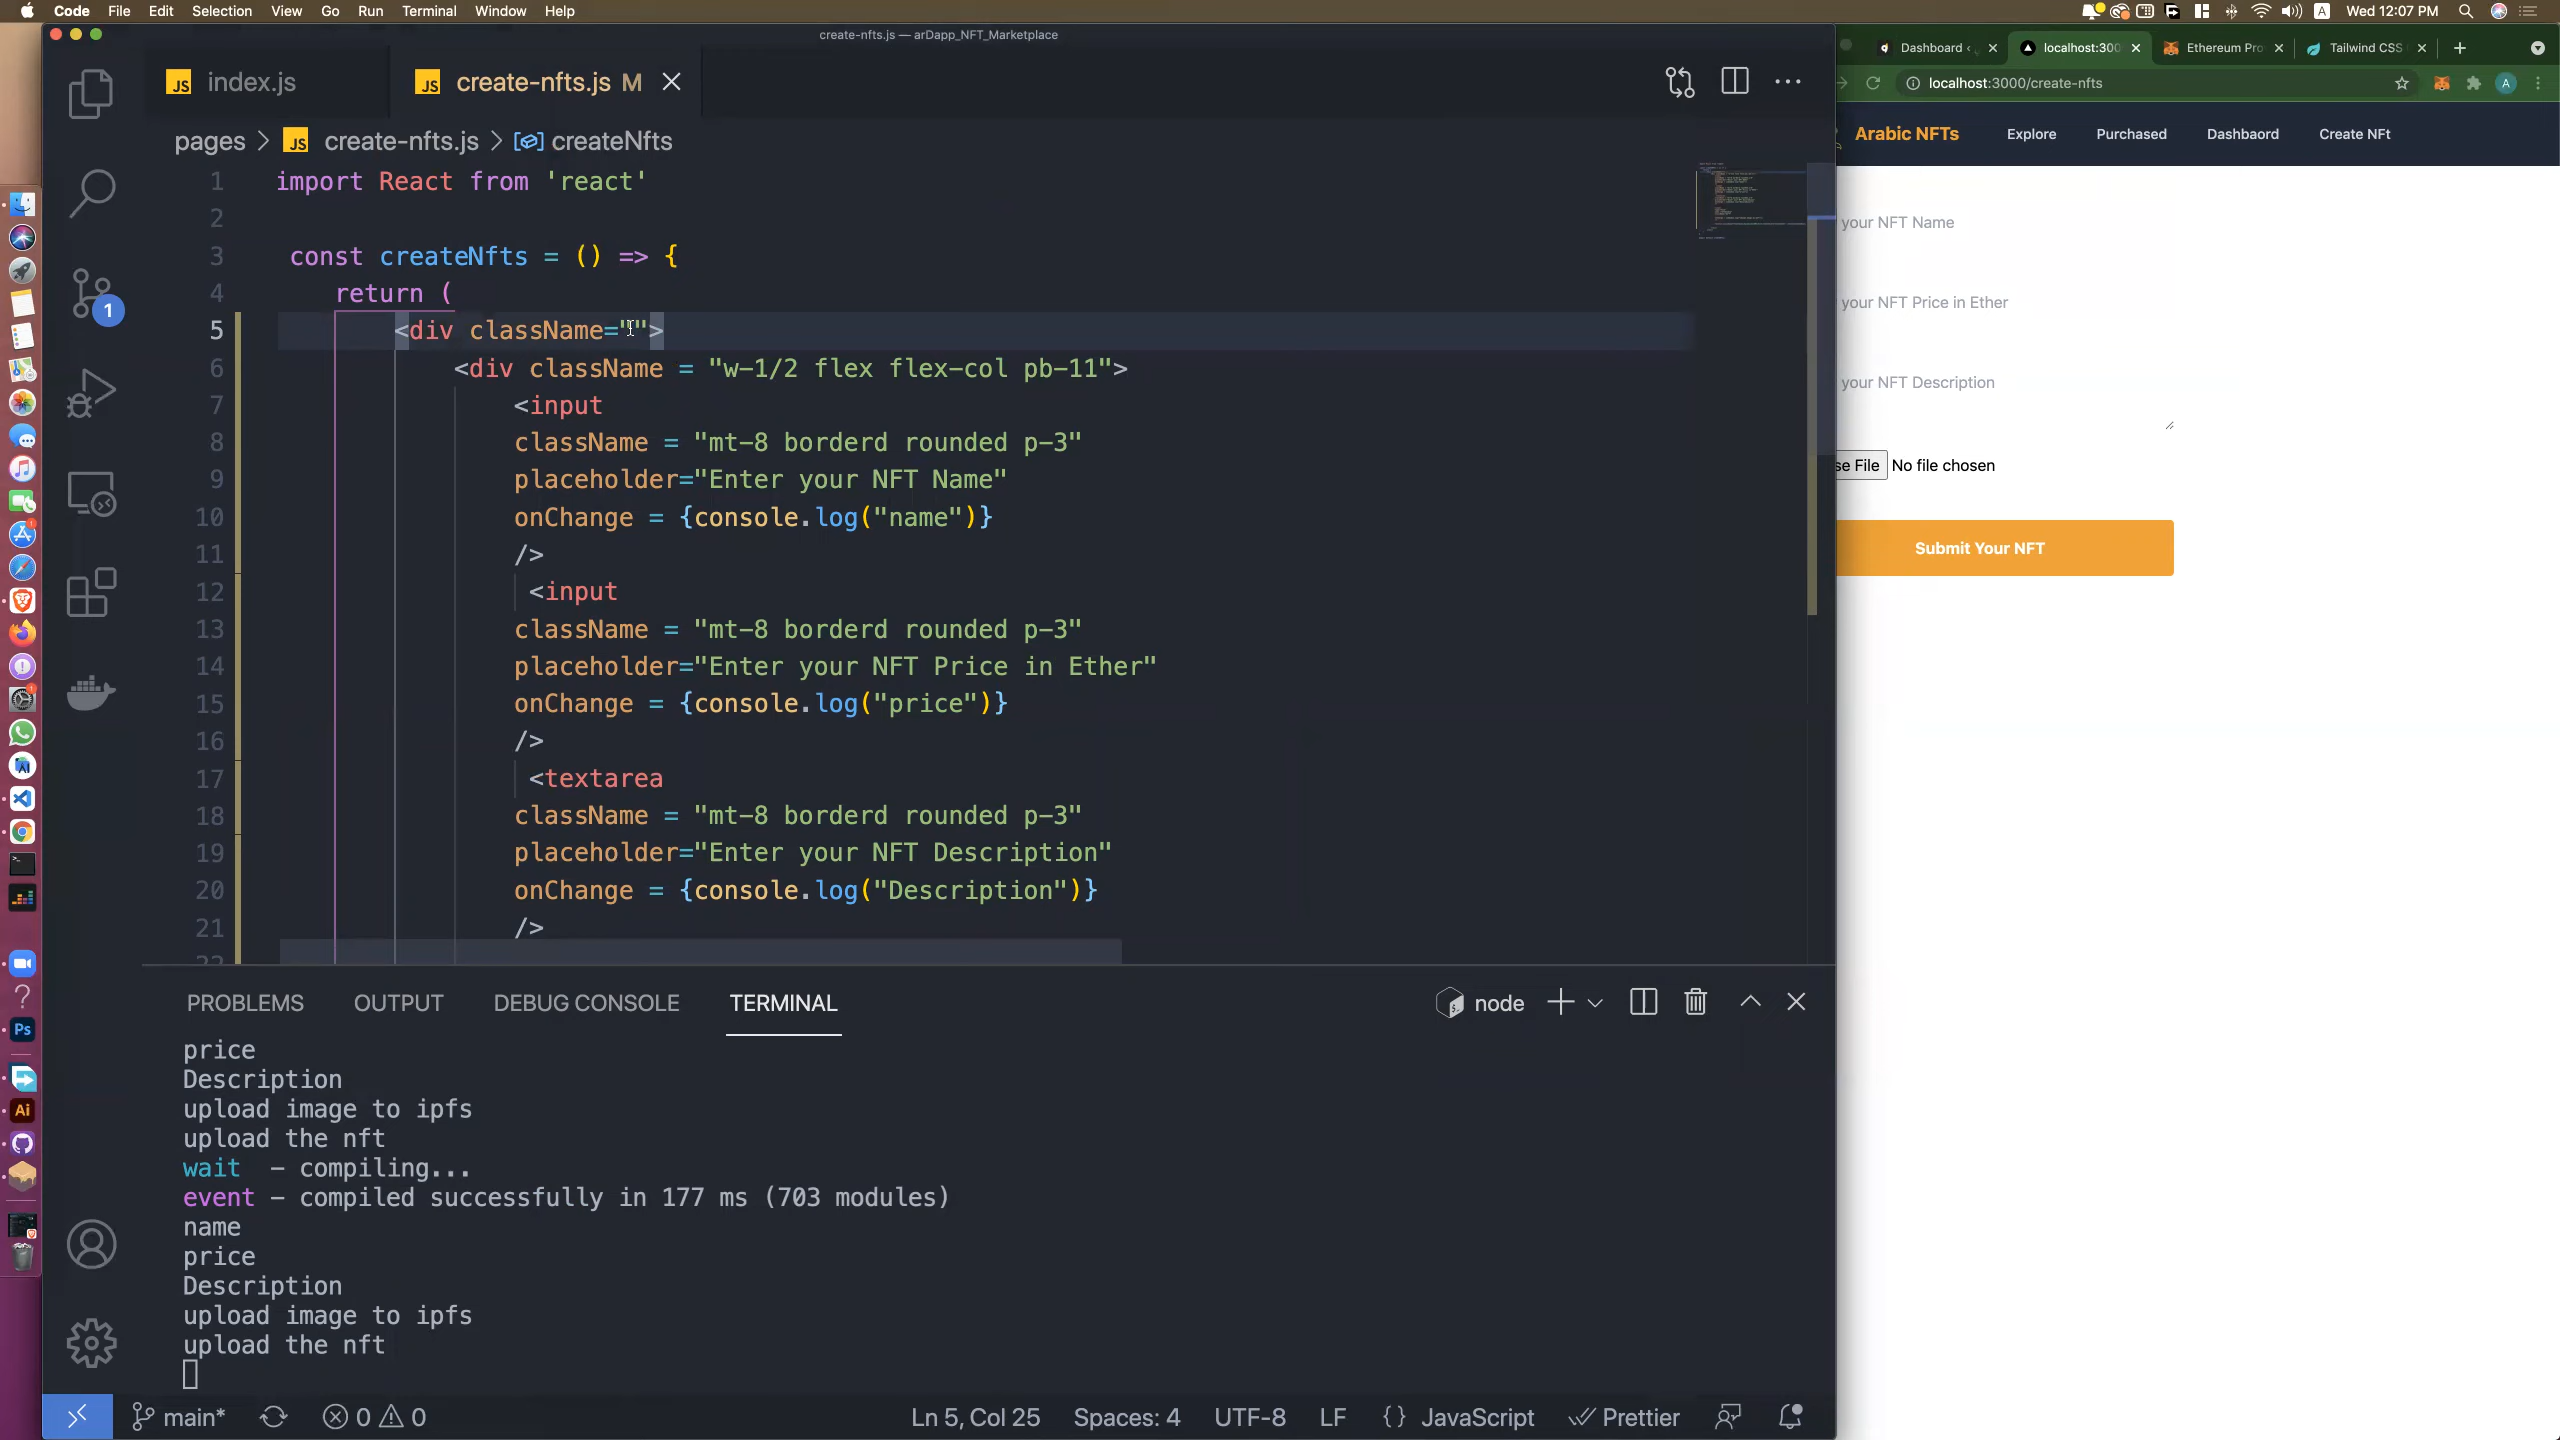 Code File Edit Selection View Go Run Terminal Window Help
A Wed 12:07 PM
create-nfts.js — arDapp_NFT_Marketplace
Dashboard ‹ localhost:300 Ethereum Pro Tailwind CSS
index.js
create-nfts.js M
localhost:3000/create-nfts
A
pages > create-nfts.js > createNfts
Arabic NFTs Explore Purchased Dashbaord Create NFt
1 import React from 'react'
2
3 const createNfts = () => {
4 return (
5 <div className="">
6 <div className = "w-1/2 flex flex-col pb-11">
7 <input
8 className = "mt-8 borderd rounded p-3"
9 placeholder="Enter your NFT Name"
10 onChange = {console.log("name")}
11 />
12 <input
13 className = "mt-8 borderd rounded p-3"
14 placeholder="Enter your NFT Price in Ether"
15 onChange = {console.log("price")}
16 />
17 <textarea
18 className = "mt-8 borderd rounded p-3"
19 placeholder="Enter your NFT Description"
20 onChange = {console.log("Description")}
21 />
22
your NFT Name
your NFT Price in Ether
your NFT Description
se File No file chosen
Submit Your NFT
1
PROBLEMS OUTPUT DEBUG CONSOLE TERMINAL
node
price
Description
upload image to ipfs
upload the nft
wait - compiling...
event - compiled successfully in 177 ms (703 modules)
name
price
Description
upload image to ipfs
upload the nft
main* 0 0
Ln 5, Col 25 Spaces: 4 UTF-8 LF {} JavaScript Prettier
Ps
Ai